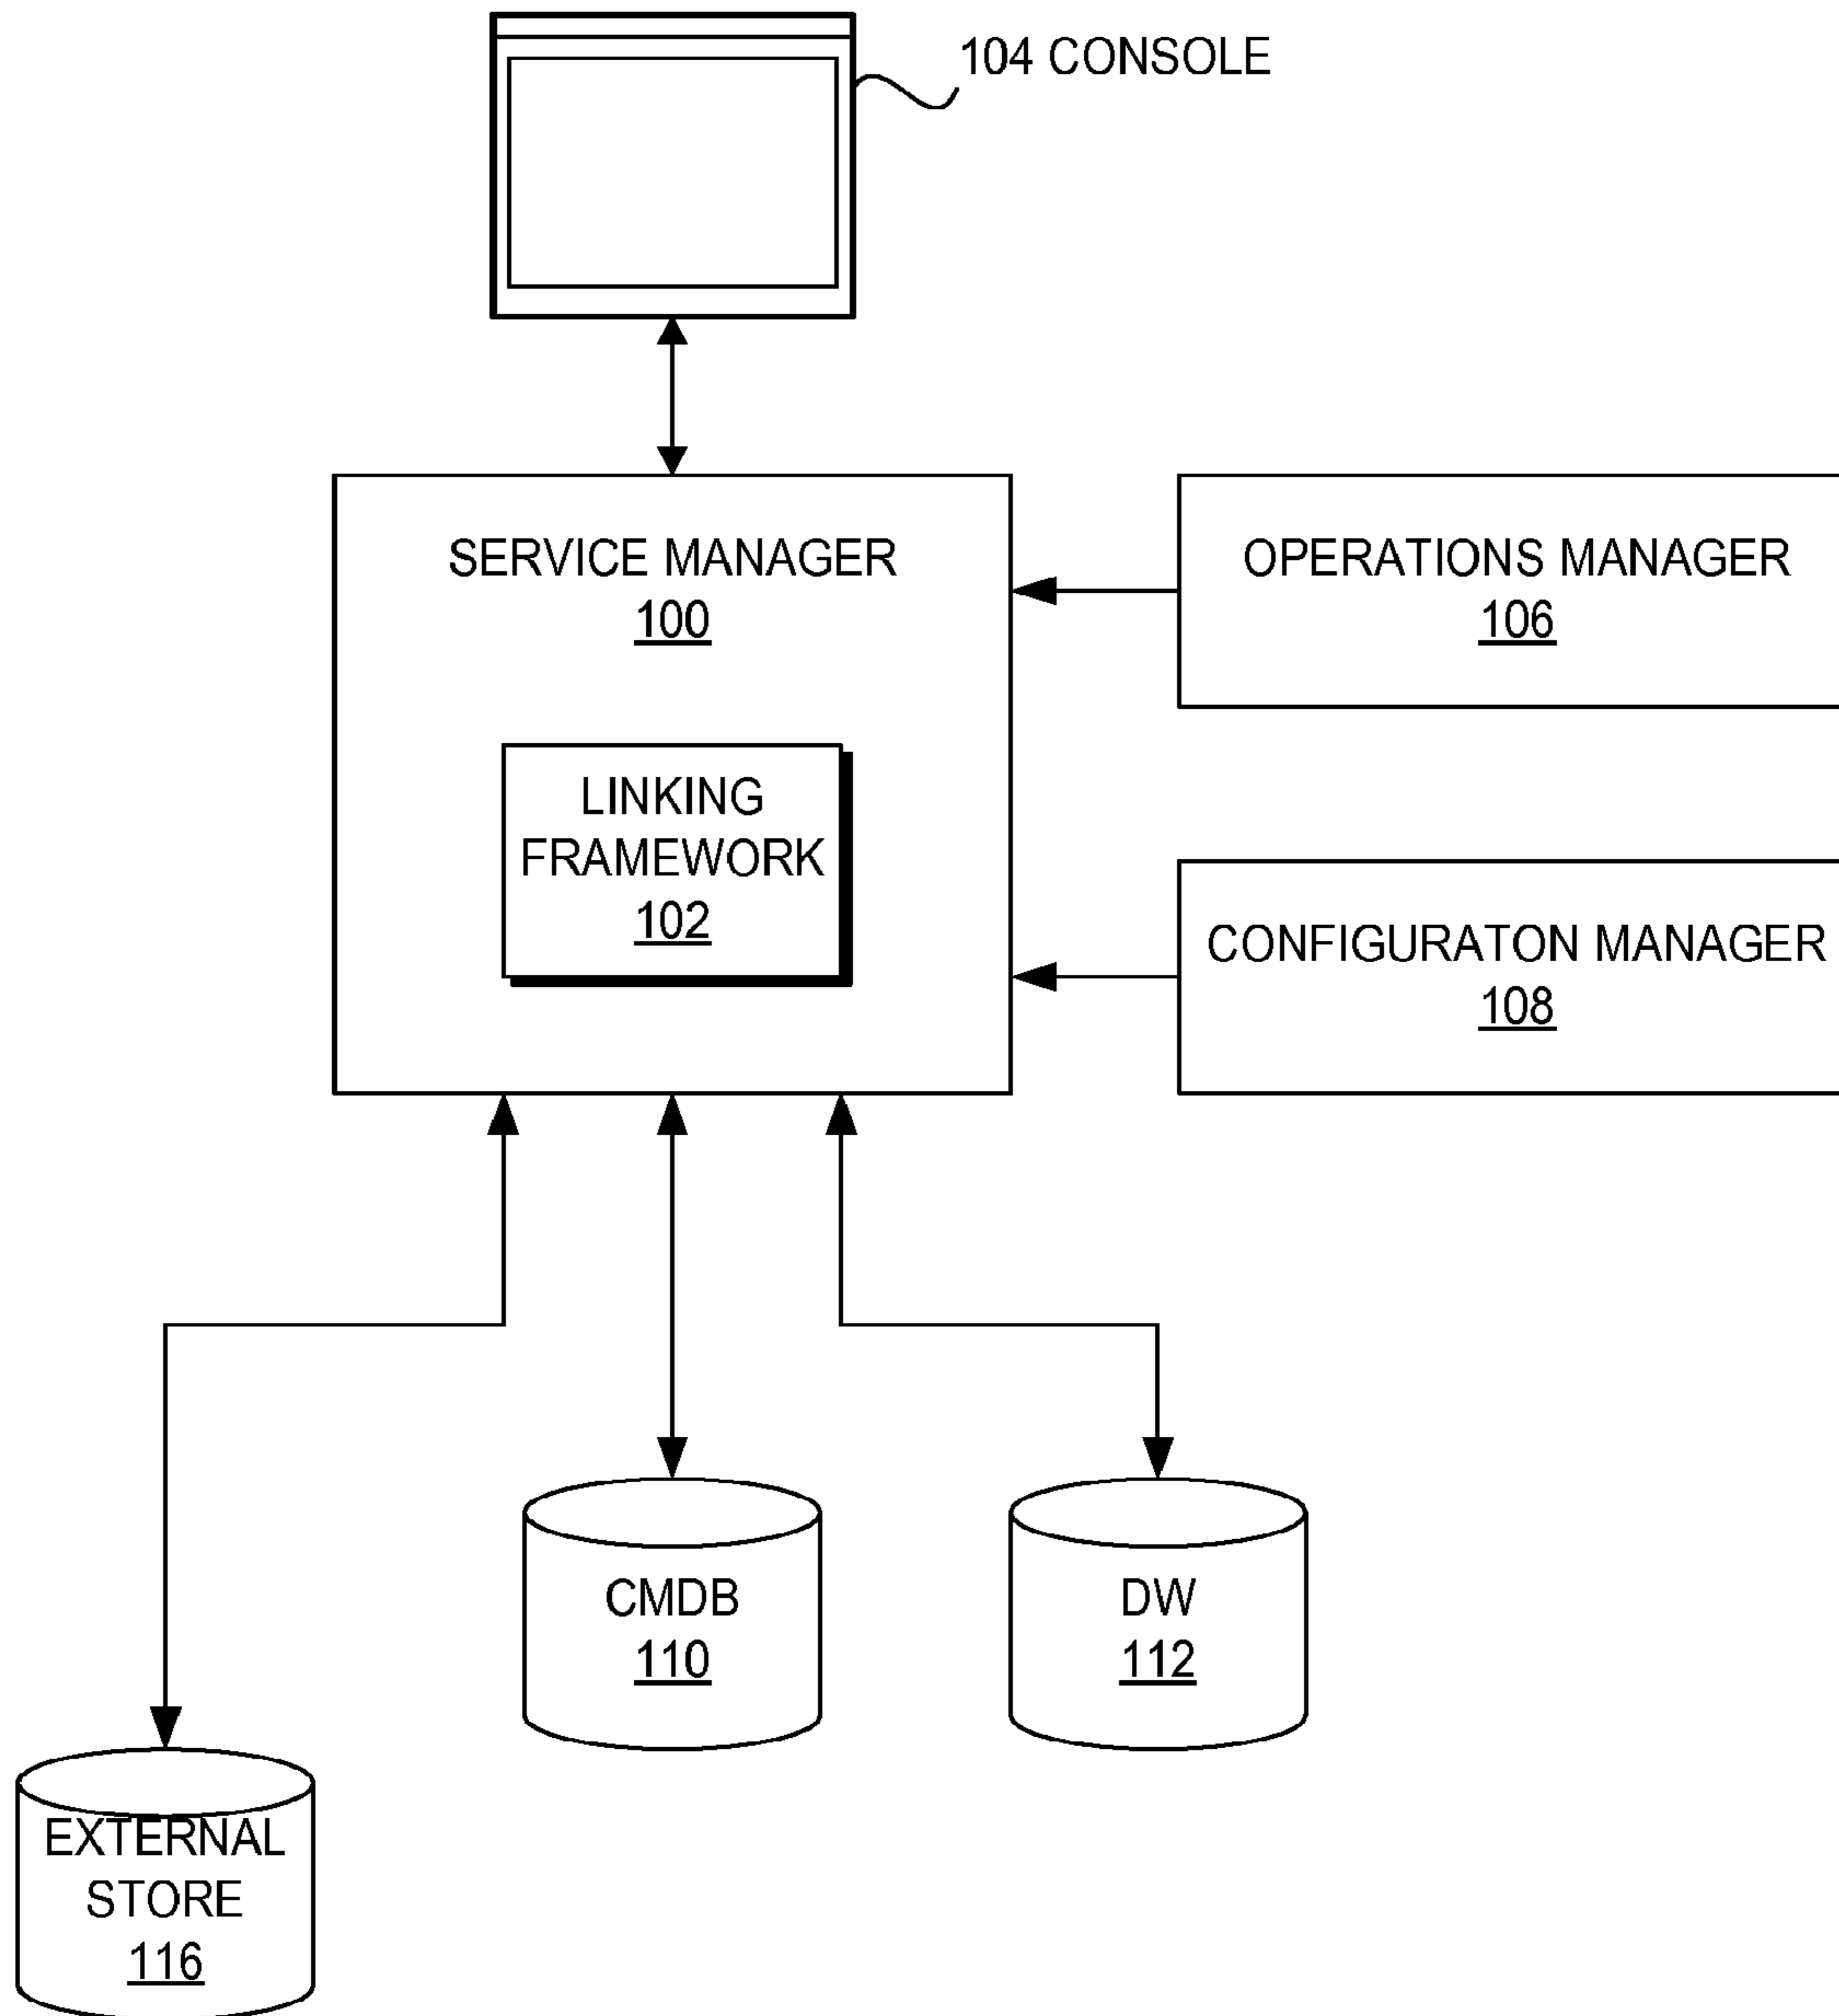 104 CONSOLE
SERVICE MANAGER
100
OPERATIONS MANAGER
106
LINKING
FRAMEWORK
102
CONFIGURATON MANAGER
108
CMDB
110
DW
112
EXTERNAL
STORE
116